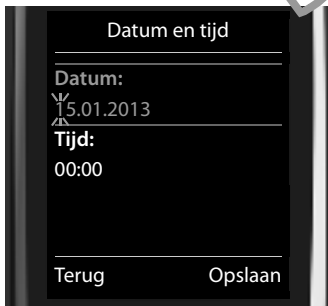 Datum en tijd
Datum:
15.01.2013
Tijd:
00:00
Terug Opslaan